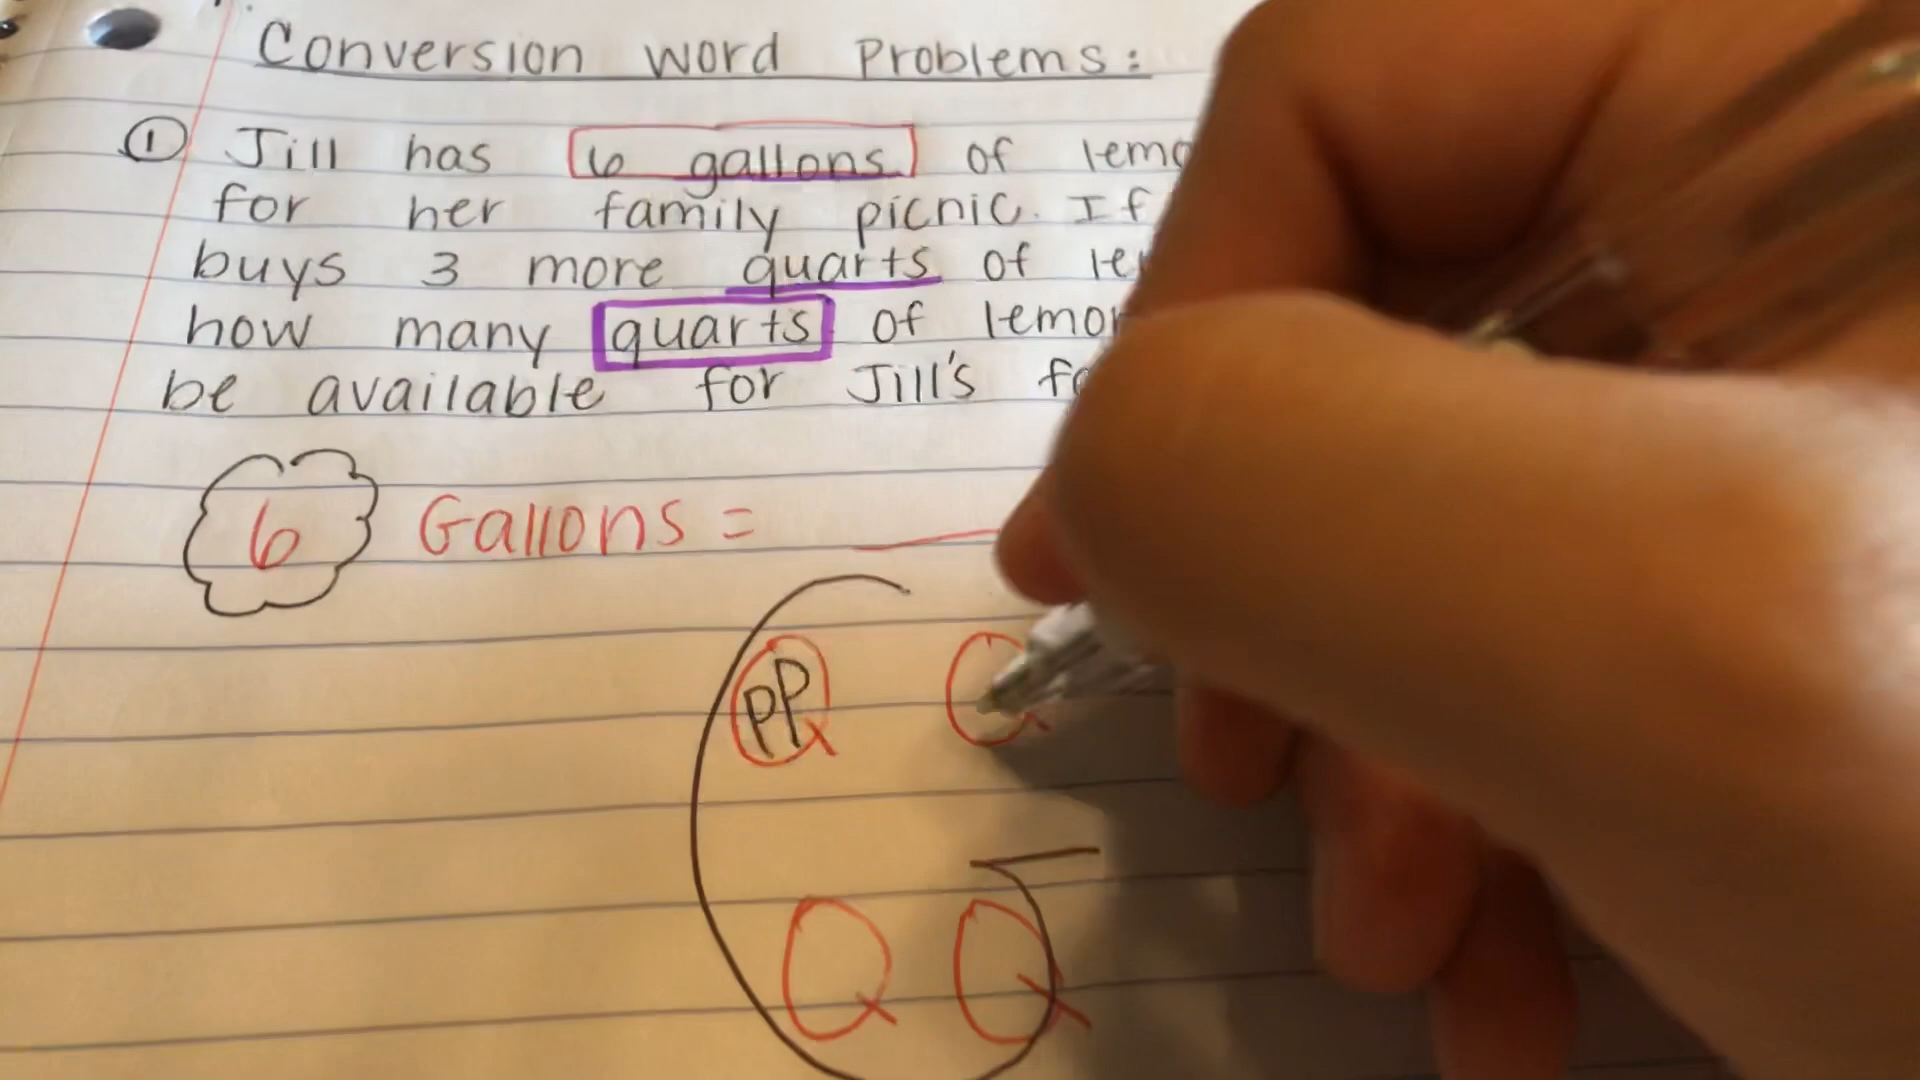 Conversion Word Problems:
① Jill has 6 gallons of
for her family picnic. If
buys 3 more quarts of
how many quarts of
be available for Jill's
6 Gallons = 
G
PP Q Q
Q Q